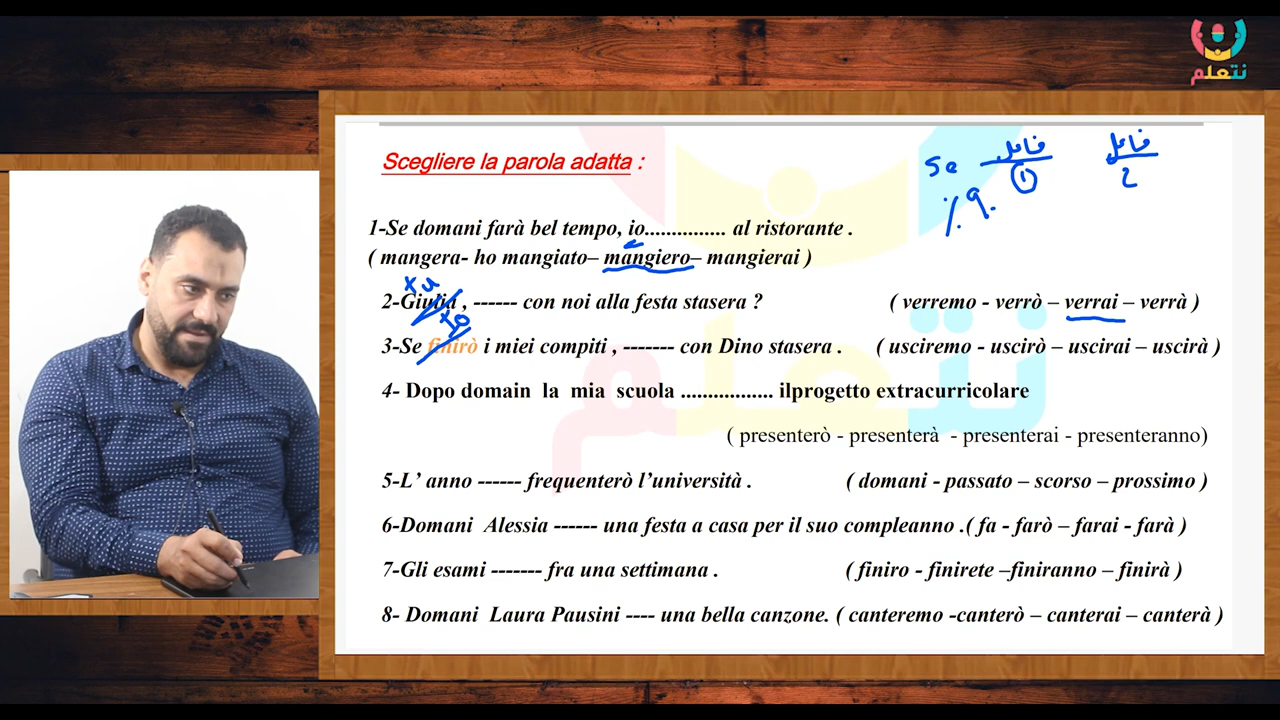 نتعلم
Scegliere la parola adatta :
Se فاعل فاعل
① 2
1-Se domani farà bel tempo, io............... al ristorante .
( mangera- ho mangiato– mangiero– mangierai )
tu
2-Giulia , ------ con noi alla festa stasera ? ( verremo - verrò – verrai – verrà )
3-Se finirò i miei compiti , ------- con Dino stasera . ( usciremo - uscirò – uscirai – uscirà )
4- Dopo domain la mia scuola ................. ilprogetto extracurricolare
( presenterò - presenterà - presenterai - presenteranno)
5-L’ anno ------ frequenterò l’università . ( domani - passato – scorso – prossimo )
6-Domani Alessia ------ una festa a casa per il suo compleanno .( fa - farò – farai - farà )
7-Gli esami ------- fra una settimana . ( finiro - finirete –finiranno – finirà )
8- Domani Laura Pausini ---- una bella canzone. ( canteremo -canterò – canterai – canterà )